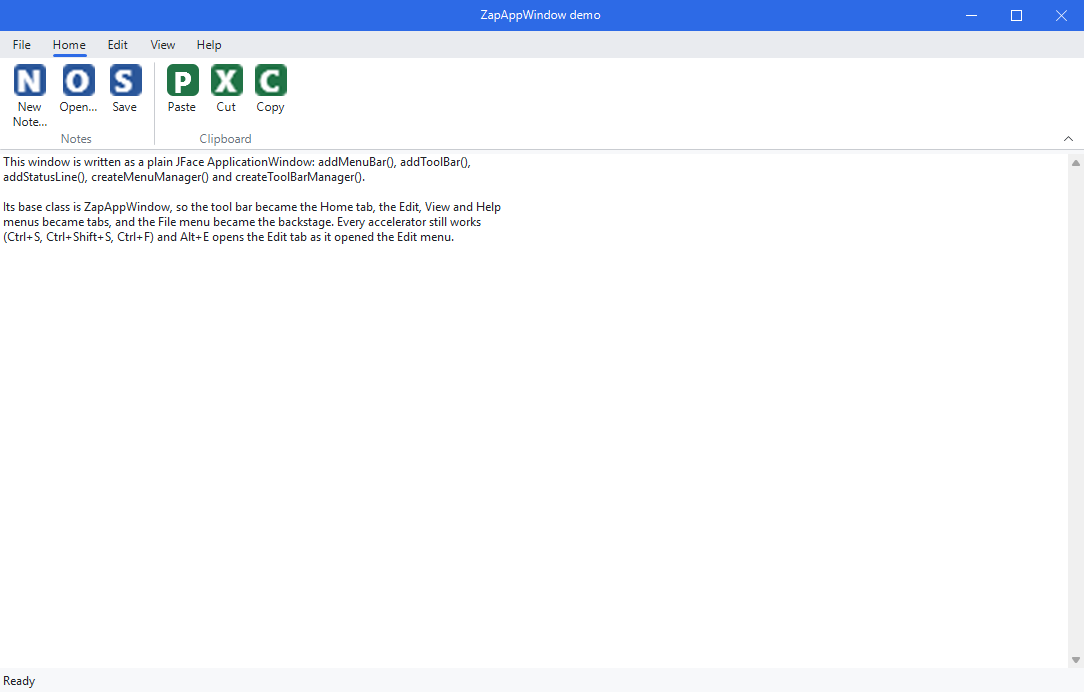 ZapAppWindow demo
File Home Edit View Help
N O S P X C
New Note... Open... Save Paste Cut Copy
Notes Clipboard
This window is written as a plain JFace ApplicationWindow: addMenuBar(), addToolBar(),
addStatusLine(), createMenuManager() and createToolBarManager().
Its base class is ZapAppWindow, so the tool bar became the Home tab, the Edit, View and Help
menus became tabs, and the File menu became the backstage. Every accelerator still works
(Ctrl+S, Ctrl+Shift+S, Ctrl+F) and Alt+E opens the Edit tab as it opened the Edit menu.
Ready